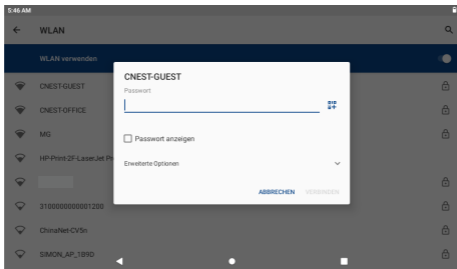 5:46 AM
WLAN
WLAN verwenden
CNEST-GUEST
CNEST-OFFICE
MG
HP-Print-2F-LaserJet Pr
3100000000001200
ChinaNet-CV5n
SIMON_AP_1B9D
CNEST-GUEST
Passwort
Passwort anzeigen
Erweiterte Optionen
ABBRECHEN VERBINDEN